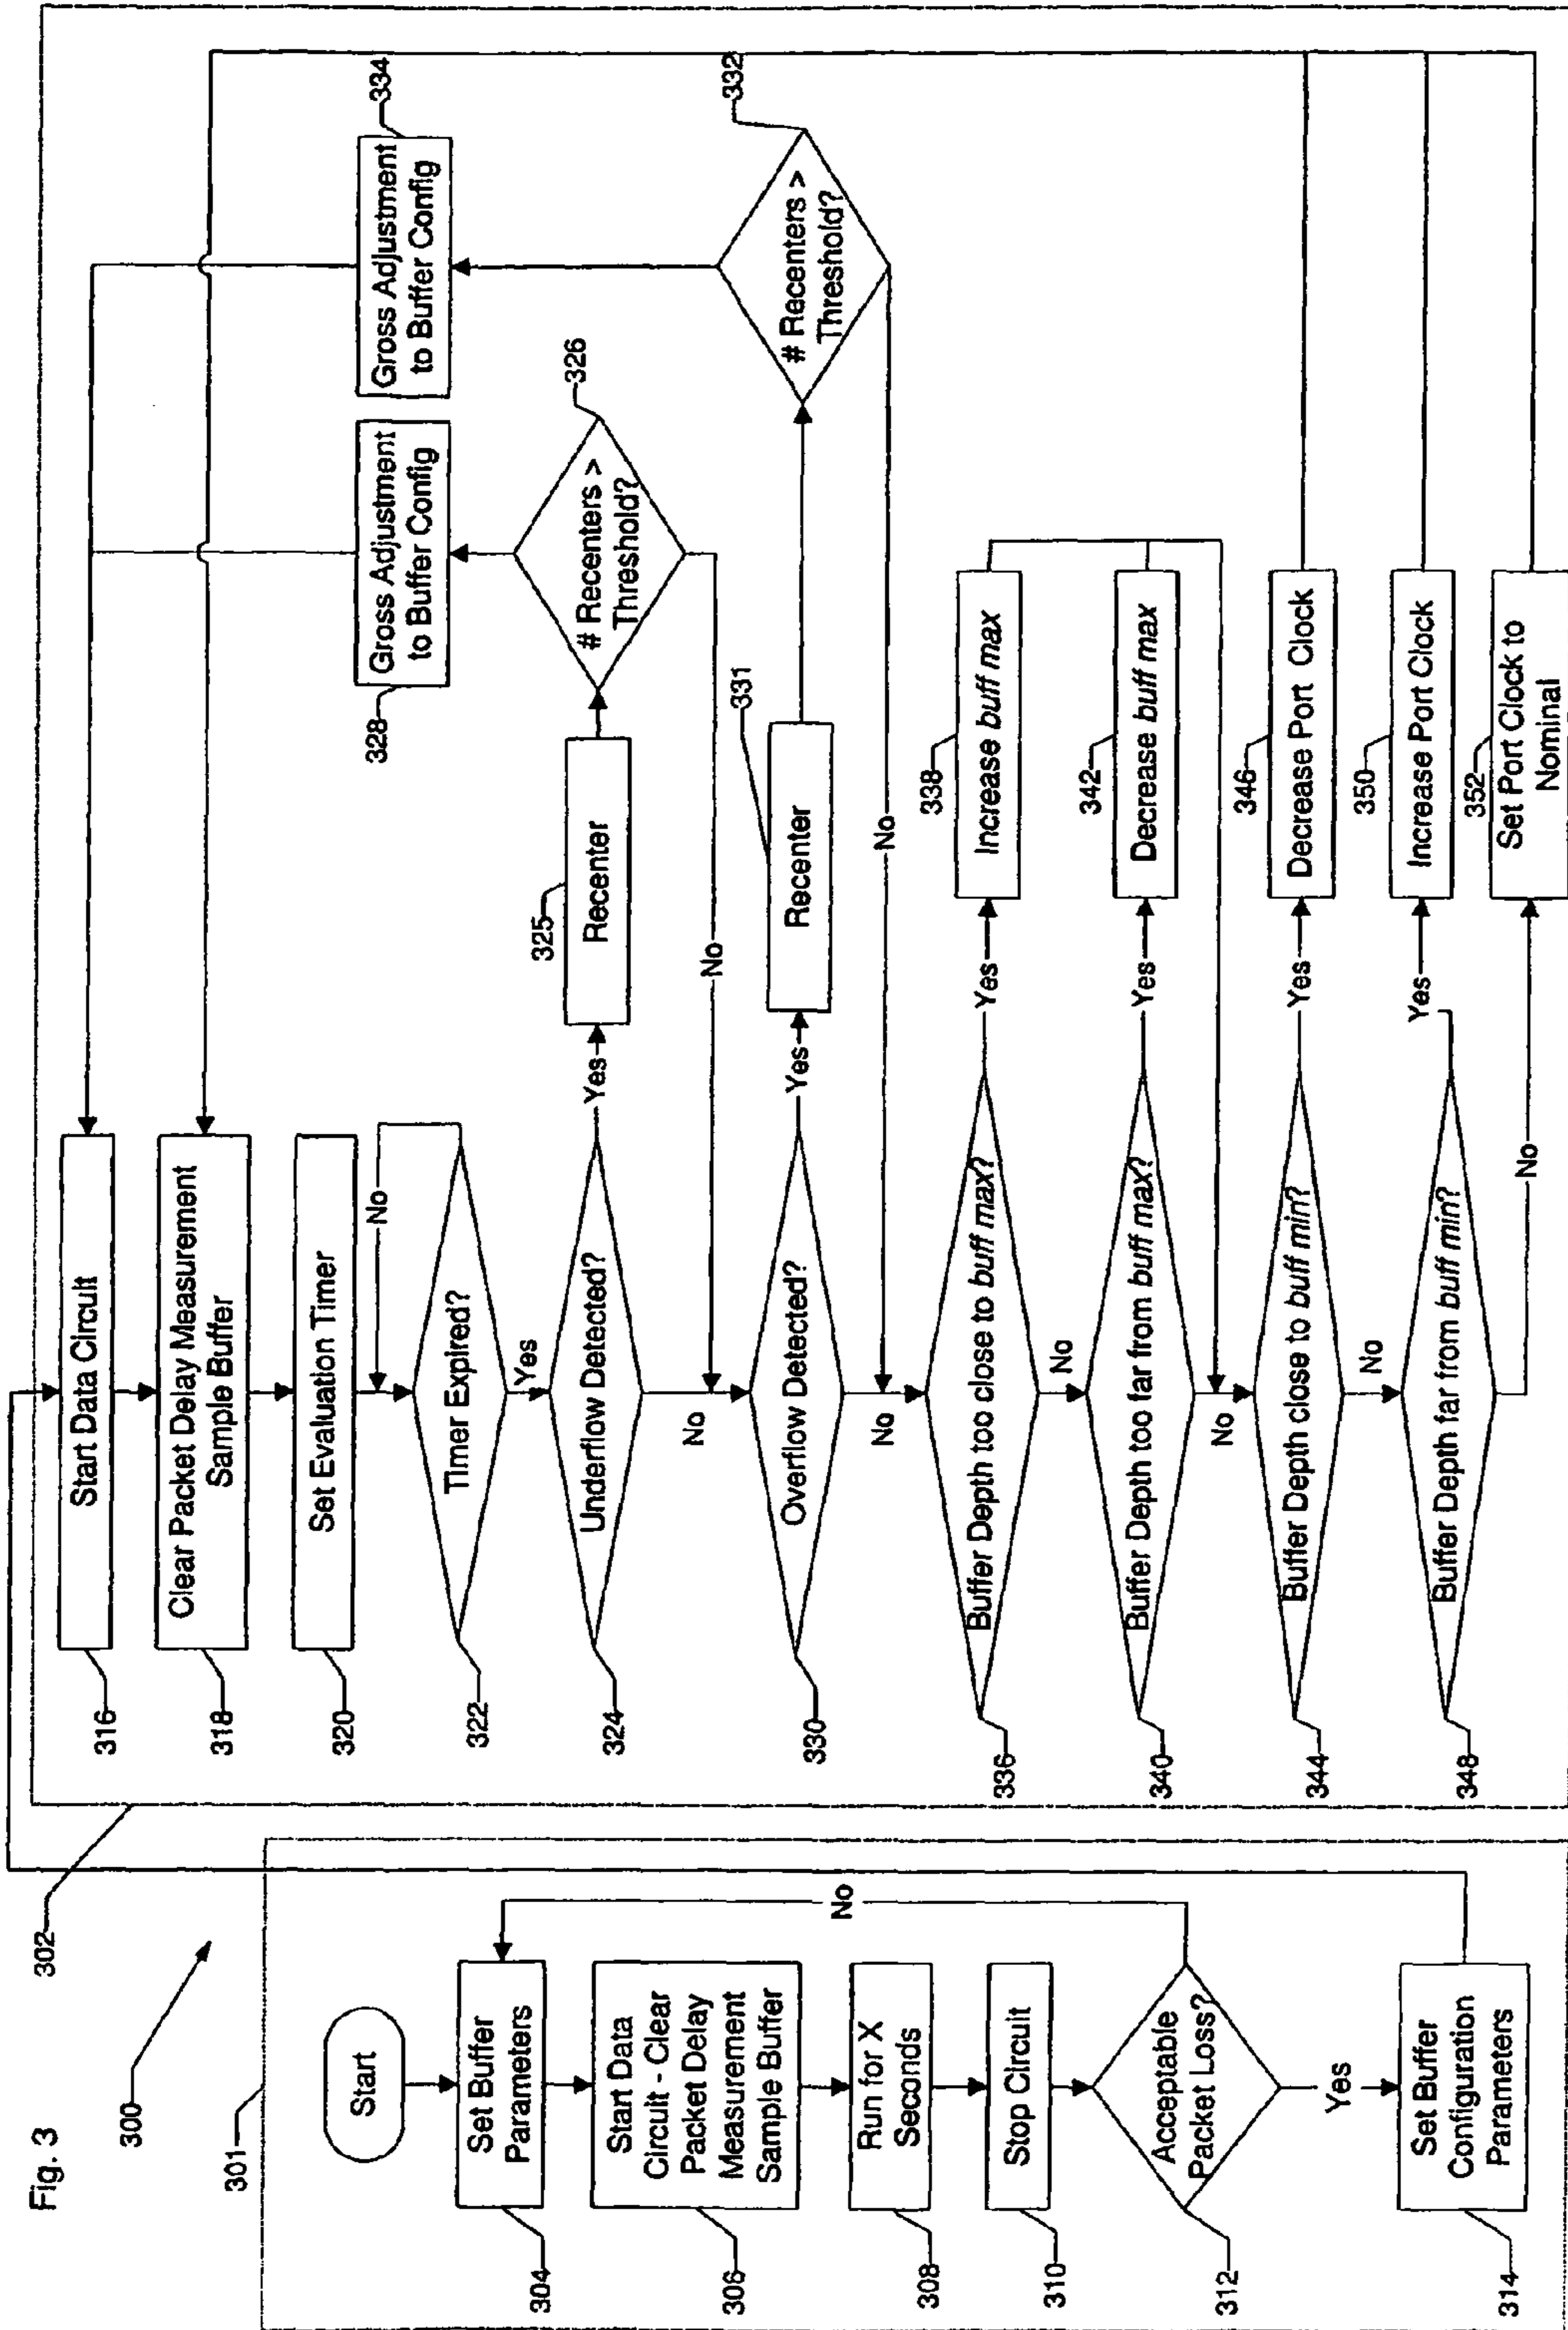 Fig. 3
300
301
302
Start
Set Buffer
Parameters
304
Start Data
Circuit - Clear
Packet Delay
Measurement
Sample Buffer
306
Run for X
Seconds
308
Stop Circuit
310
Acceptable
Packet Loss?
312
No
Yes
Set Buffer
Configuration
Parameters
314
Start Data Circuit
316
Clear Packet Delay Measurement
Sample Buffer
318
Set Evaluation Timer
320
Timer Expired?
322
No
Yes
Underflow Detected?
324
Yes
No
Recenter
325
# Recenters >
Threshold?
326
No
Gross Adjustment
to Buffer Config
328
Overflow Detected?
330
Yes
No
Recenter
331
# Recenters >
Threshold?
332
No
Gross Adjustment
to Buffer Config
334
Buffer Depth too close to buff max?
336
Yes
No
Increase buff max
338
Buffer Depth too far from buff max?
340
Yes
No
Decrease buff max
342
Buffer Depth close to buff min?
344
Yes
No
Decrease Port Clock
346
Buffer Depth far from buff min?
348
Yes
No
Increase Port Clock
350
Set Port Clock to
Nominal
352